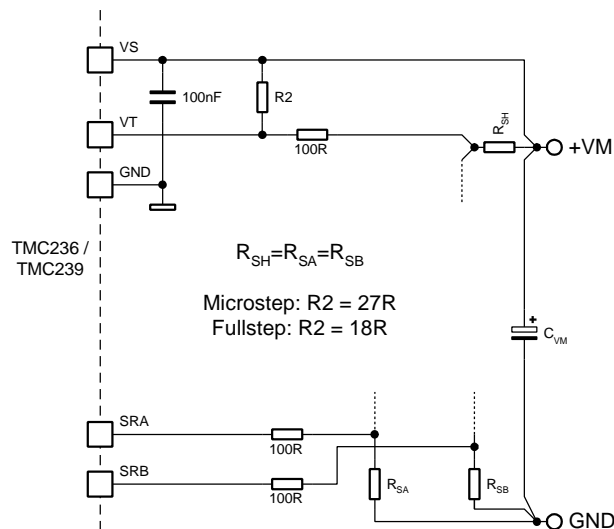 VS
100nF
R2
VT
100R
R_SH
+VM
GND
TMC236 /
TMC239
R_SH=R_SA=R_SB
Microstep: R2 = 27R
Fullstep: R2 = 18R
+
C_VM
SRA
100R
SRB
100R
R_SA
R_SB
GND